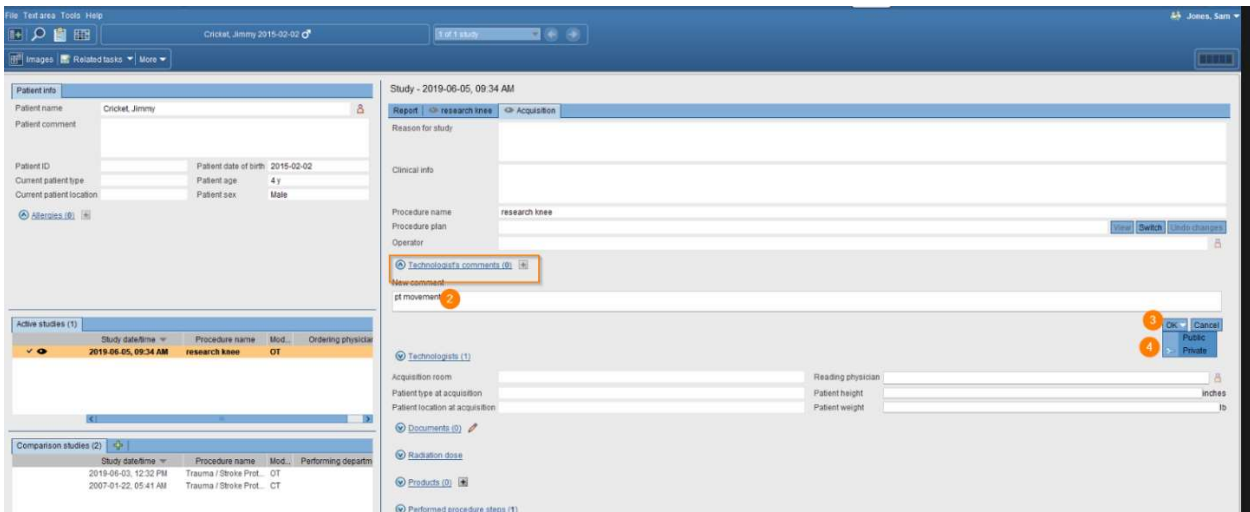 File Text area Tools Help
Jones, Sam
Cricket, Jimmy 2015-02-02
1 of 1 study
Images Related tasks More
Patient info
Patient name Cricket, Jimmy
Patient comment
Patient ID Patient date of birth 2015-02-02
Current patient type Patient age 4 y
Current patient location Patient sex Male
Allergies (0)
Active studies (1)
Study date/time Procedure name Mod... Ordering physician
2019-06-05, 09:34 AM research knee OT
Comparison studies (2)
Study date/time Procedure name Mod... Performing departm
2019-06-03, 12:32 PM Trauma / Stroke Prot... OT
2007-01-22, 05:41 AM Trauma / Stroke Prot... CT
Study - 2019-06-05, 09:34 AM
Report research knee Acquisition
Reason for study
Clinical info
Procedure name research knee
Procedure plan View Switch Undo changes
Operator
Technologist's comments (0)
New comment
pt movement 2
3 OK Cancel
Public
4 Private
Technologists (1)
Acquisition room Reading physician
Patient type at acquisition Patient height inches
Patient location at acquisition Patient weight lb
Documents (0)
Radiation dose
Products (0)
Performed procedure steps (1)